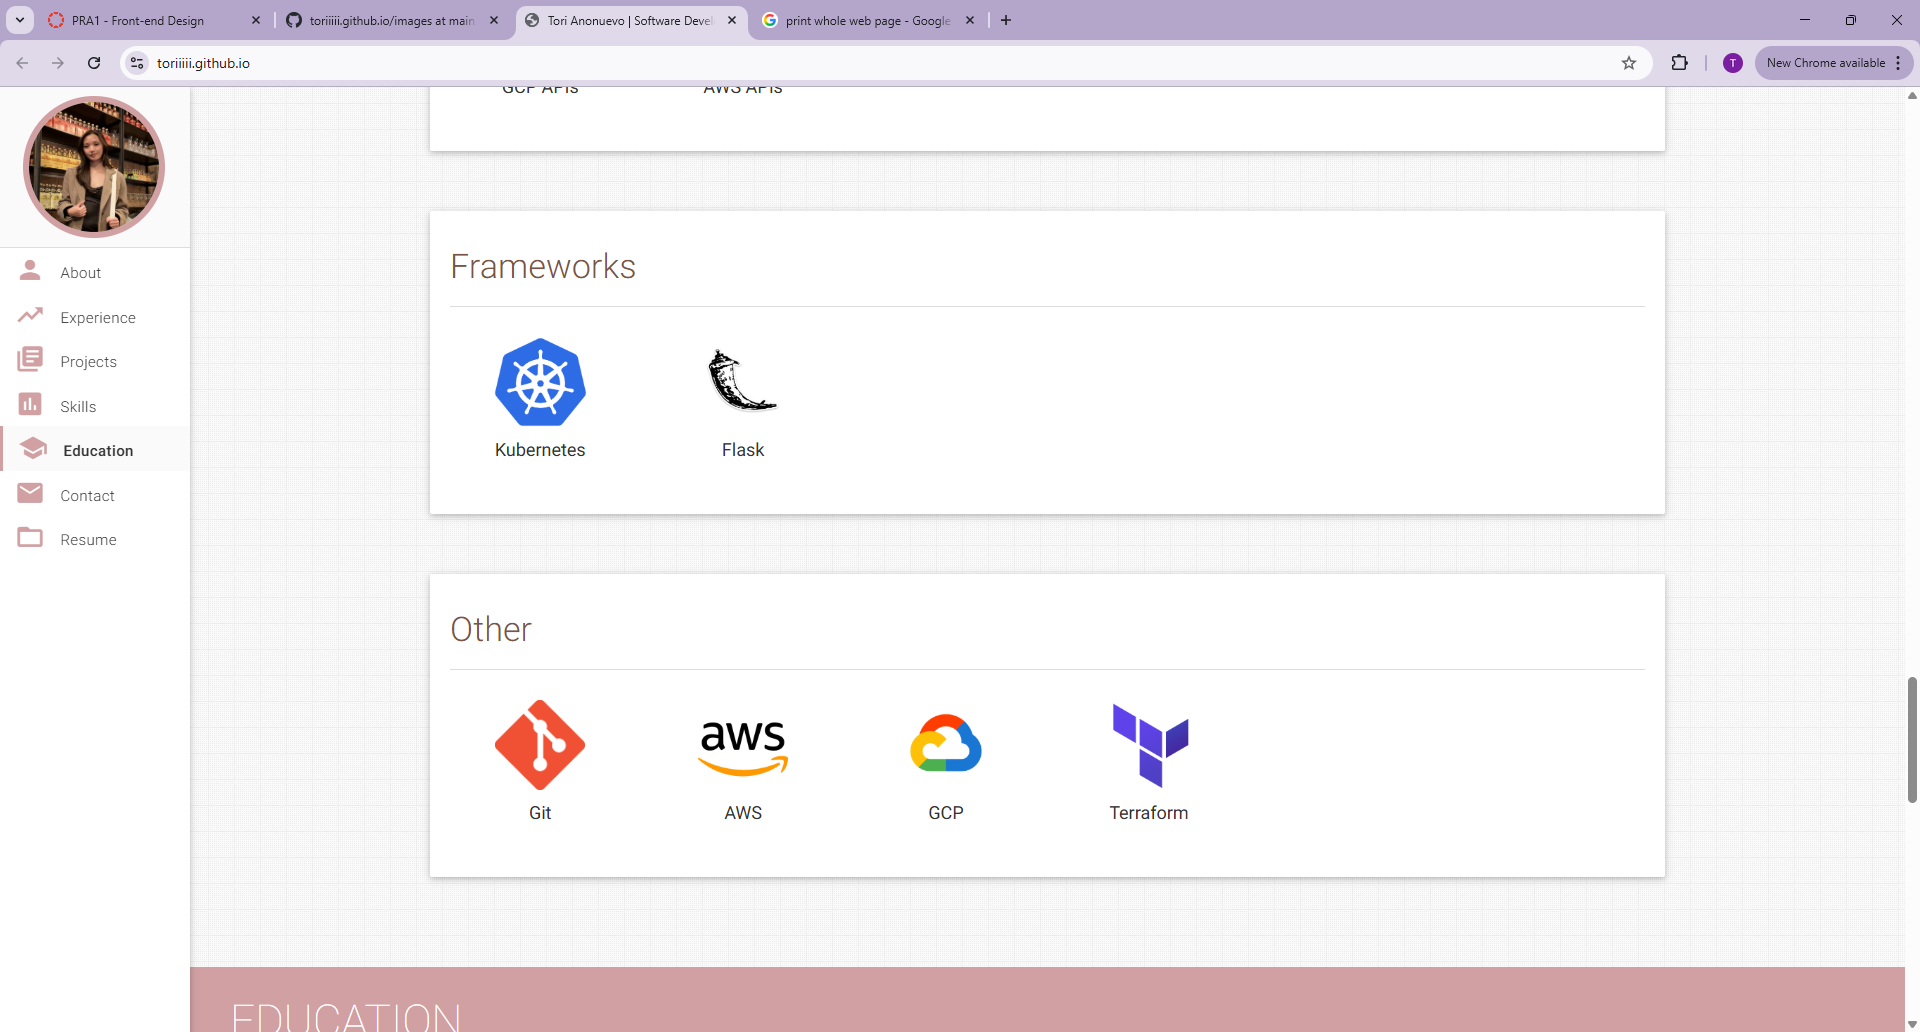 PRA1 - Front-end Design
toriiiii.github.io/images at main
Tori Anonuevo | Software Devel
print whole web page - Google
toriiiii.github.io
T
New Chrome available
GCP APIs
AWS APIs
About
Experience
Projects
Skills
Education
Contact
Resume
Frameworks
Kubernetes
Flask
Other
aws
Git
AWS
GCP
Terraform
EDUCATION